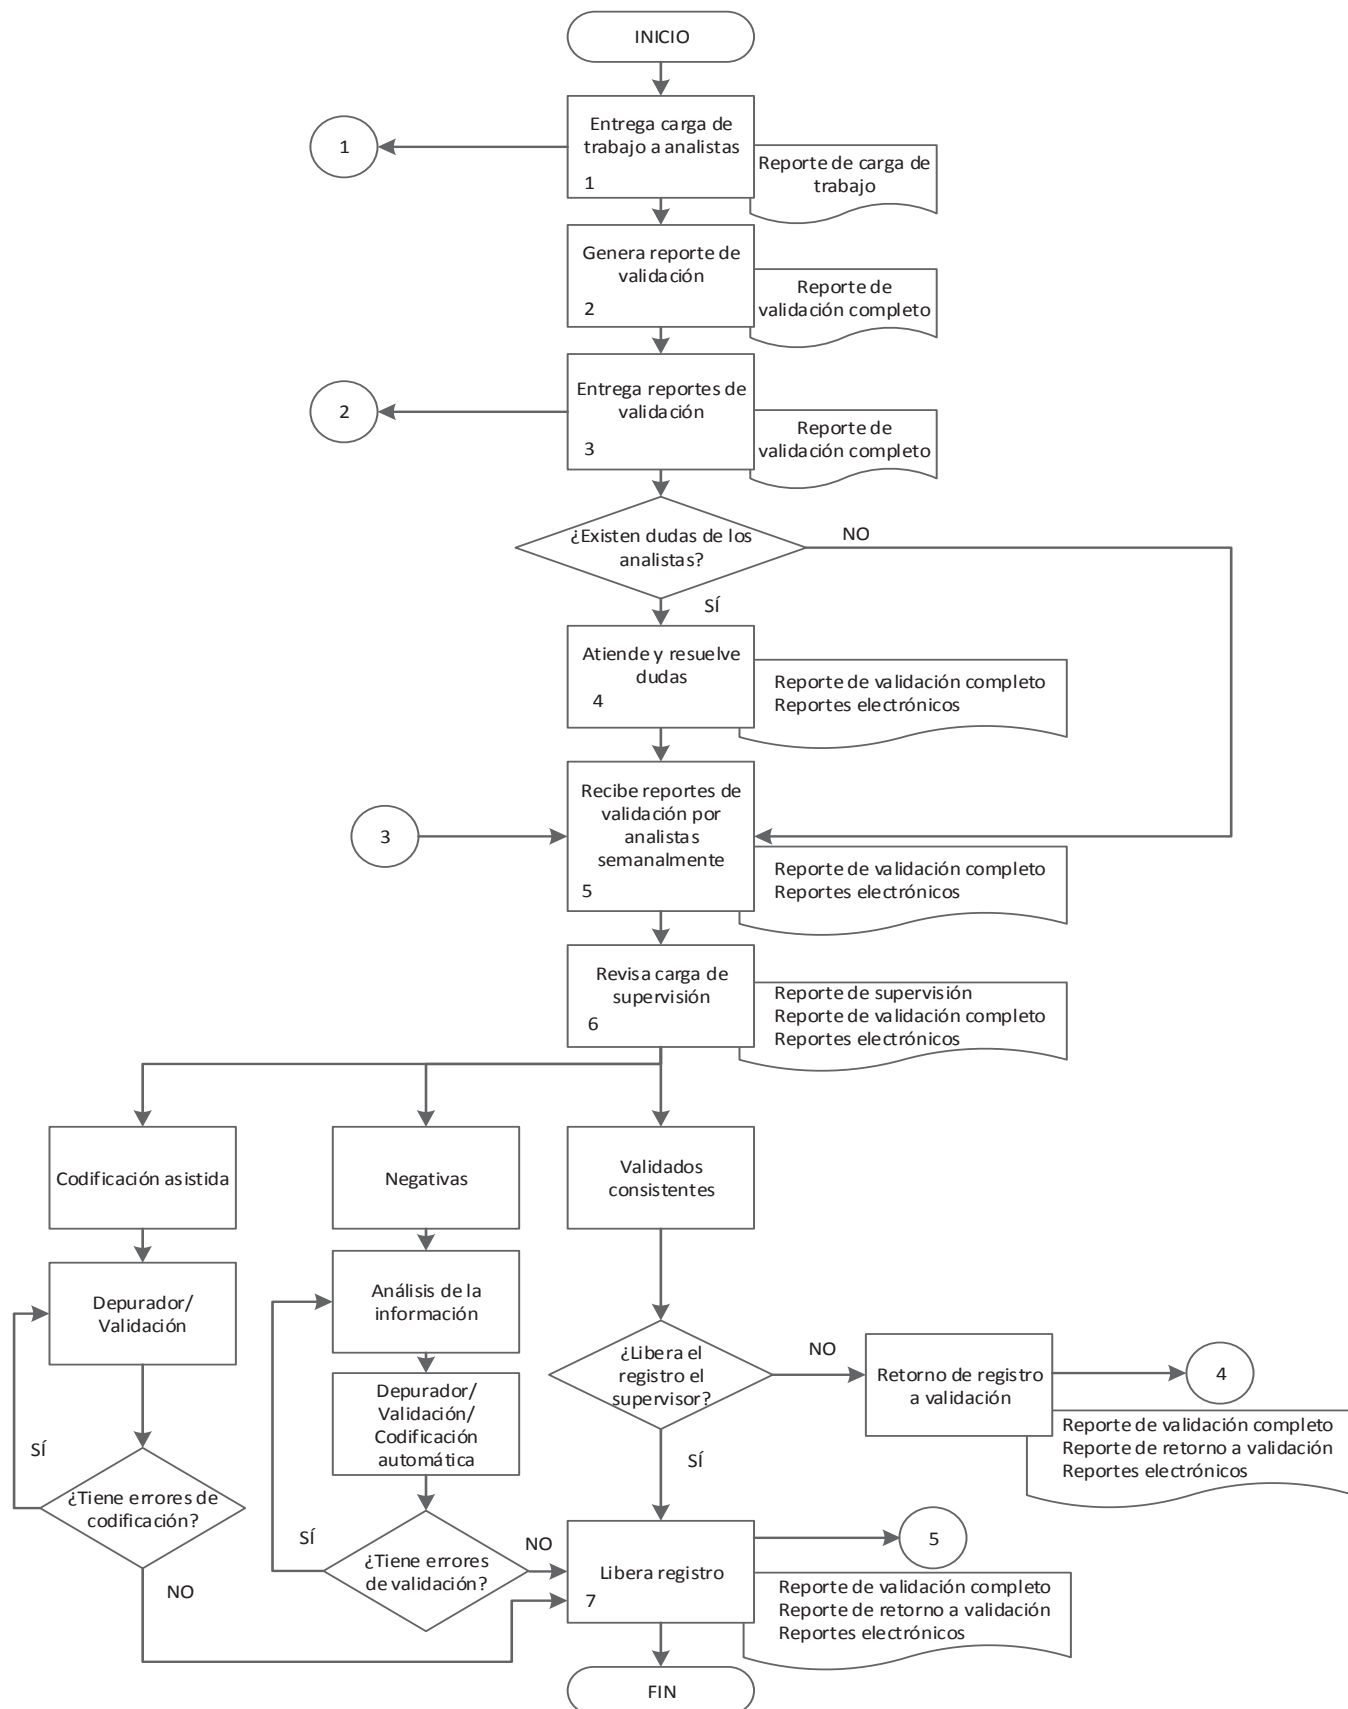 INICIO
Entrega carga de
trabajo a analistas
1
1
Reporte de carga de
trabajo
Genera reporte de
validación
2
Reporte de
validación completo
Entrega reportes de
validación
3
2
Reporte de
validación completo
¿Existen dudas de los
analistas?
NO
SÍ
Atiende y resuelve
dudas
4
Reporte de validación completo
Reportes electrónicos
Recibe reportes de
validación por
analistas
semanalmente
5
3
Reporte de validación completo
Reportes electrónicos
Revisa carga de
supervisión
6
Reporte de supervisión
Reporte de validación completo
Reportes electrónicos
Codificación asistida
Negativas
Validados
consistentes
Depurador/
Validación
Análisis de la
información
¿Libera el
registro el
supervisor?
NO
Retorno de registro
a validación
4
Reporte de validación completo
Reporte de retorno a validación
Reportes electrónicos
Depurador/
Validación/
Codificación
automática
SÍ
SÍ
¿Tiene errores de
codificación?
NO
SÍ
¿Tiene errores
de validación?
NO
Libera registro
7
5
Reporte de validación completo
Reporte de retorno a validación
Reportes electrónicos
FIN